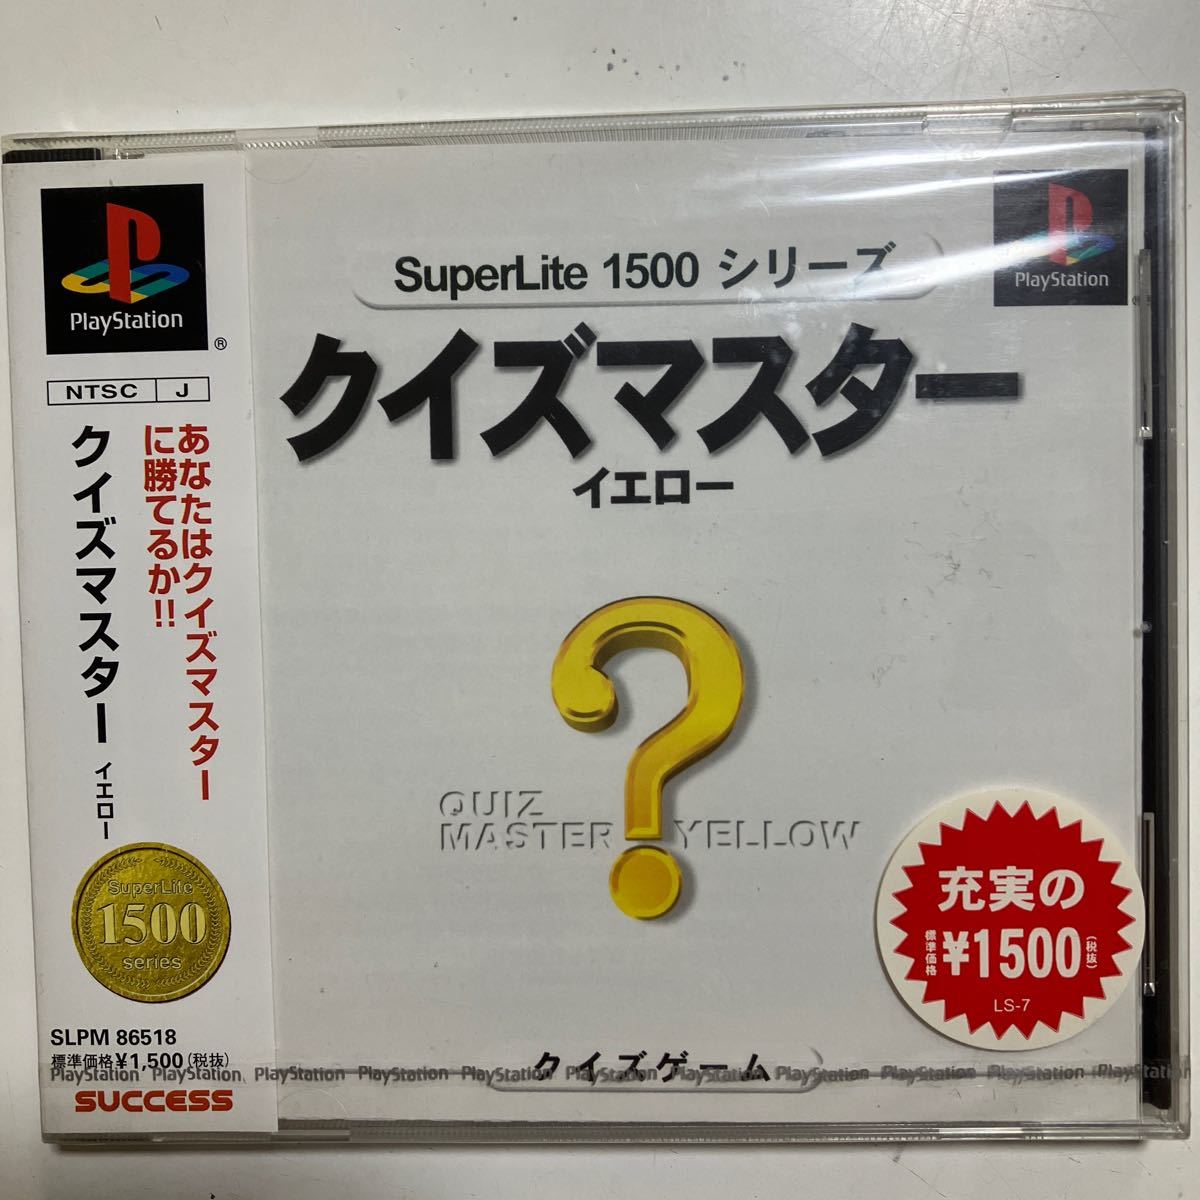 PlayStation
®
NTSC J
あなたはクイズマスター
に勝てるか!!
クイズマスター イエロー
SuperLite
1500
series
SLPM 86518
標準価格¥1,500(税抜)
SUCCESS
SuperLite 1500 シリーズ
PlayStation
クイズマスター
イエロー
QUIZ
MASTER YELLOW
充実の
標準価格 ¥1500 (税抜)
LS-7
クイズゲーム
PlayStation PlayStation PlayStation PlayStation PlayStation PlayStation PlayStation PlayStation PlayStation PlayStation PlayStation